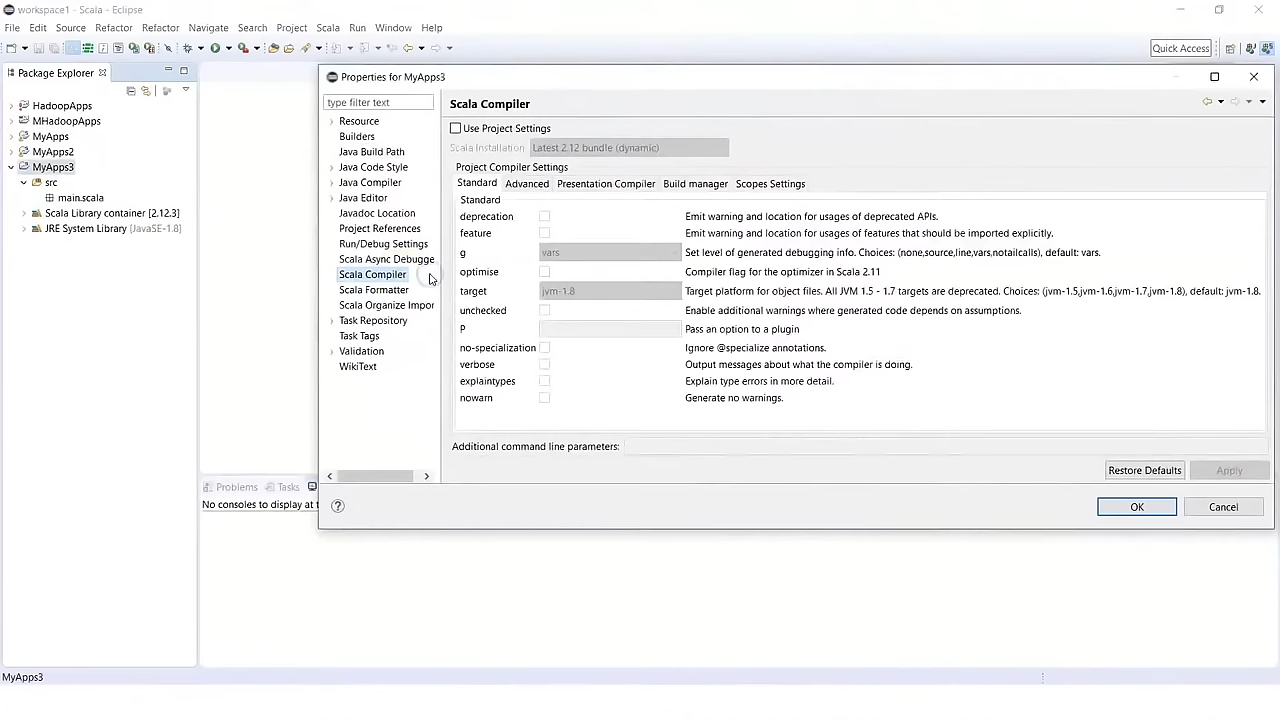 workspace1 - Scala - Eclipse
File Edit Source Refactor Refactor Navigate Search Project Scala Run Window Help
Quick Access
Package Explorer
HadoopApps
MHadoopApps
MyApps
MyApps2
MyApps3
src
main.scala
Scala Library container [2.12.3]
JRE System Library [JavaSE-1.8]
Problems Tasks
No consoles to display at t
Properties for MyApps3
type filter text
Resource
Builders
Java Build Path
Java Code Style
Java Compiler
Java Editor
Javadoc Location
Project References
Run/Debug Settings
Scala Async Debugge
Scala Compiler
Scala Formatter
Scala Organize Impor
Task Repository
Task Tags
Validation
WikiText
Scala Compiler
Use Project Settings
Scala Installation Latest 2.12 bundle (dynamic)
Project Compiler Settings
Standard Advanced Presentation Compiler Build manager Scopes Settings
Standard
deprecation Emit warning and location for usages of deprecated APIs.
feature Emit warning and location for usages of features that should be imported explicitly.
g vars Set level of generated debugging info. Choices: (none,source,line,vars,notailcalls), default: vars.
optimise Compiler flag for the optimizer in Scala 2.11
target jvm-1.8 Target platform for object files. All JVM 1.5 - 1.7 targets are deprecated. Choices: (jvm-1.5,jvm-1.6,jvm-1.7,jvm-1.8), default: jvm-1.8.
unchecked Enable additional warnings where generated code depends on assumptions.
P Pass an option to a plugin
no-specialization Ignore @specialize annotations.
verbose Output messages about what the compiler is doing.
explaintypes Explain type errors in more detail.
nowarn Generate no warnings.
Additional command line parameters:
Restore Defaults Apply
OK Cancel
MyApps3